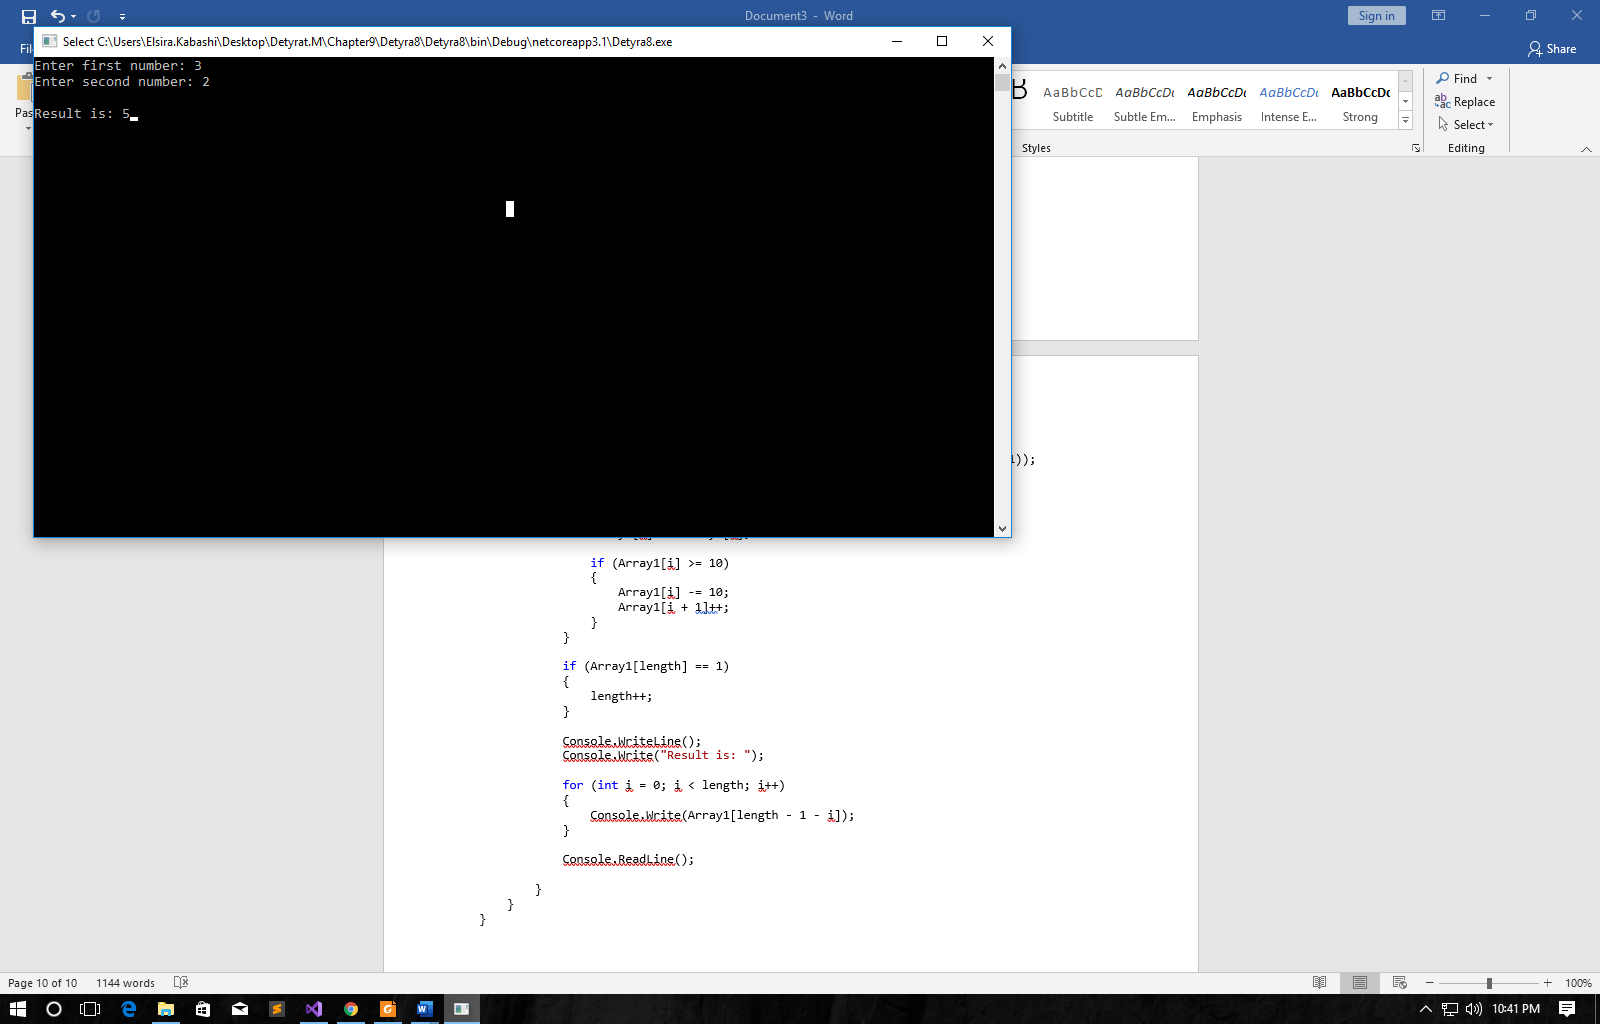 Document3 - Word
Sign in
Select C:\Users\Elsira.Kabashi\Desktop\Detyrat.M\Chapter9\Detyra8\Detyra8\bin\Debug\netcoreapp3.1\Detyra8.exe
Share
Enter first number: 3
Enter second number: 2
Result is: 5
AaBbCcD
AaBbCcDc
AaBbCcDc
AaBbCcDc
AaBbCcDc
Subtitle
Subtle Em...
Emphasis
Intense E...
Strong
Styles
Find
Replace
Select
Editing
));
if (Array1[i] >= 10)
{
Array1[i] -= 10;
Array1[i + 1]++;
}
}
if (Array1[length] == 1)
{
length++;
}
Console.WriteLine();
Console.Write("Result is: ");
for (int i = 0; i < length; i++)
{
Console.Write(Array1[length - 1 - i]);
}
Console.ReadLine();
}
}
}
Page 10 of 10
1144 words
100%
10:41 PM